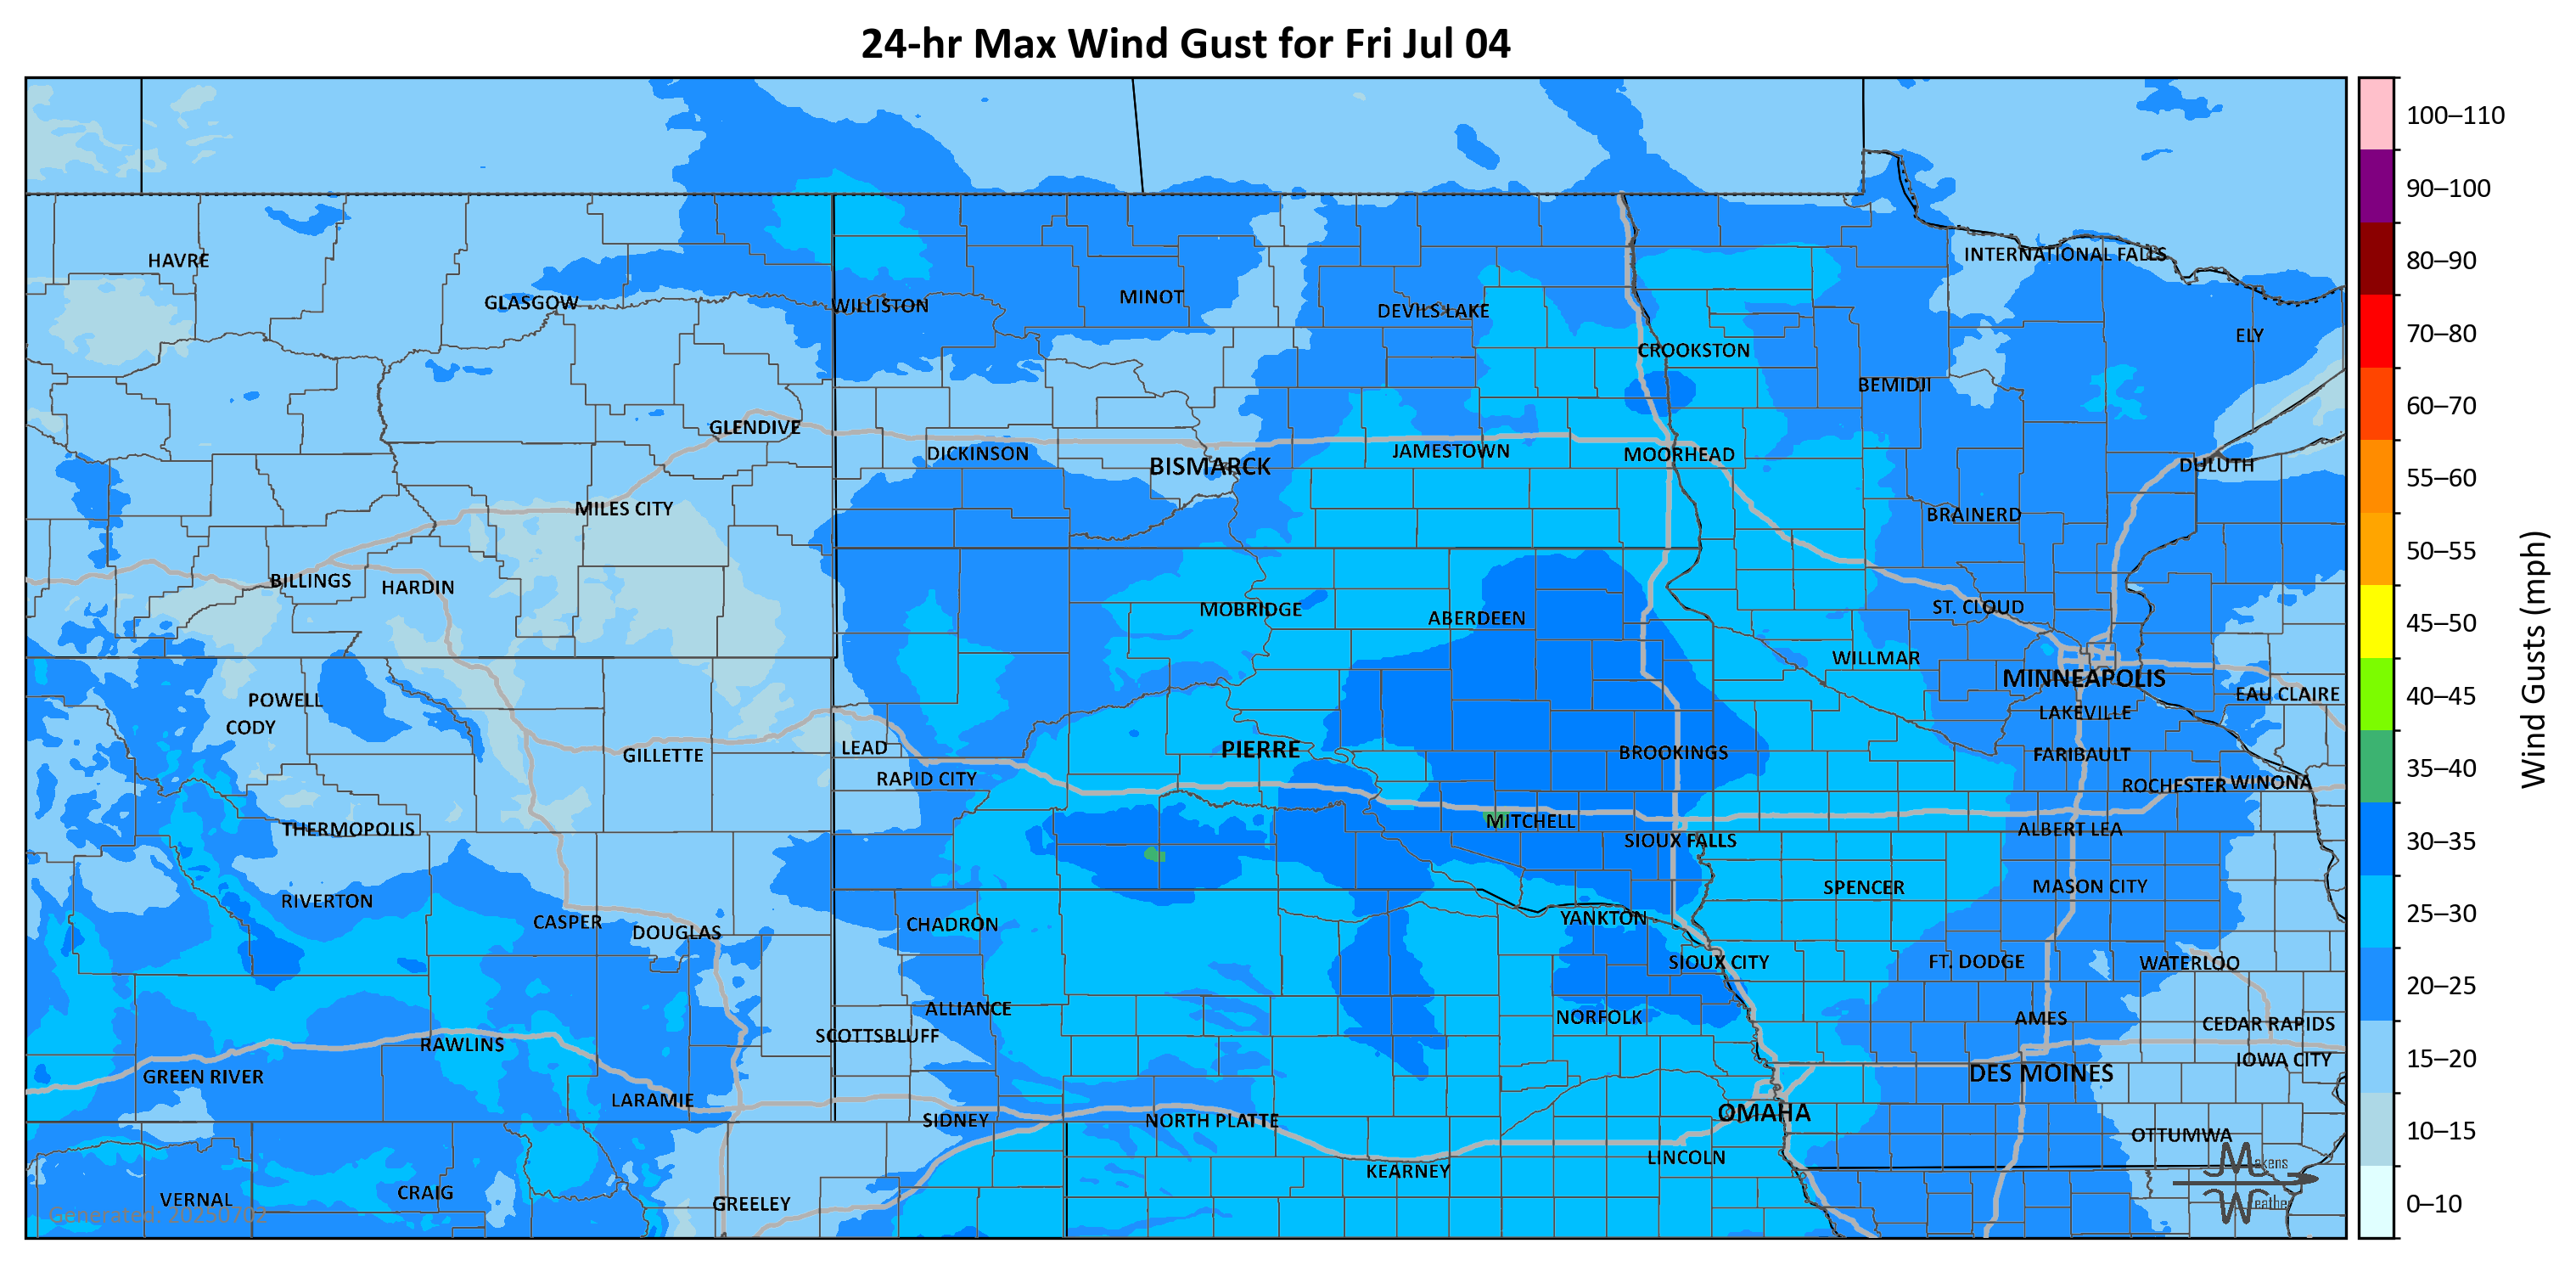 24-hr Max Wind Gust for Fri Jul 04
HAVRE
GLASGOW
WILLISTON
MINOT
DEVILS LAKE
INTERNATIONAL FALLS
ELY
CROOKSTON
BEMIDJI
GLENDIVE
DICKINSON
BISMARCK
JAMESTOWN
MOORHEAD
DULUTH
MILES CITY
BRAINERD
BILLINGS
HARDIN
MOBRIDGE
ABERDEEN
ST. CLOUD
WILLMAR
MINNEAPOLIS
EAU CLAIRE
POWELL
CODY
LAKEVILLE
GILLETTE
LEAD
PIERRE
BROOKINGS
FARIBAULT
RAPID CITY
ROCHESTER
WINONA
THERMOPOLIS
MITCHELL
SIOUX FALLS
ALBERT LEA
RIVERTON
SPENCER
MASON CITY
CASPER
DOUGLAS
CHADRON
YANKTON
SIOUX CITY
FT. DODGE
WATERLOO
ALLIANCE
NORFOLK
AMES
CEDAR RAPIDS
RAWLINS
SCOTTSBLUFF
IOWA CITY
GREEN RIVER
DES MOINES
LARAMIE
SIDNEY
NORTH PLATTE
OMAHA
OTTUMWA
KEARNEY
LINCOLN
VERNAL
CRAIG
GREELEY
Generated: 20250702
Makens
Weather
100–110
90–100
80–90
70–80
60–70
55–60
50–55
45–50
40–45
35–40
30–35
25–30
20–25
15–20
10–15
0–10
Wind Gusts (mph)